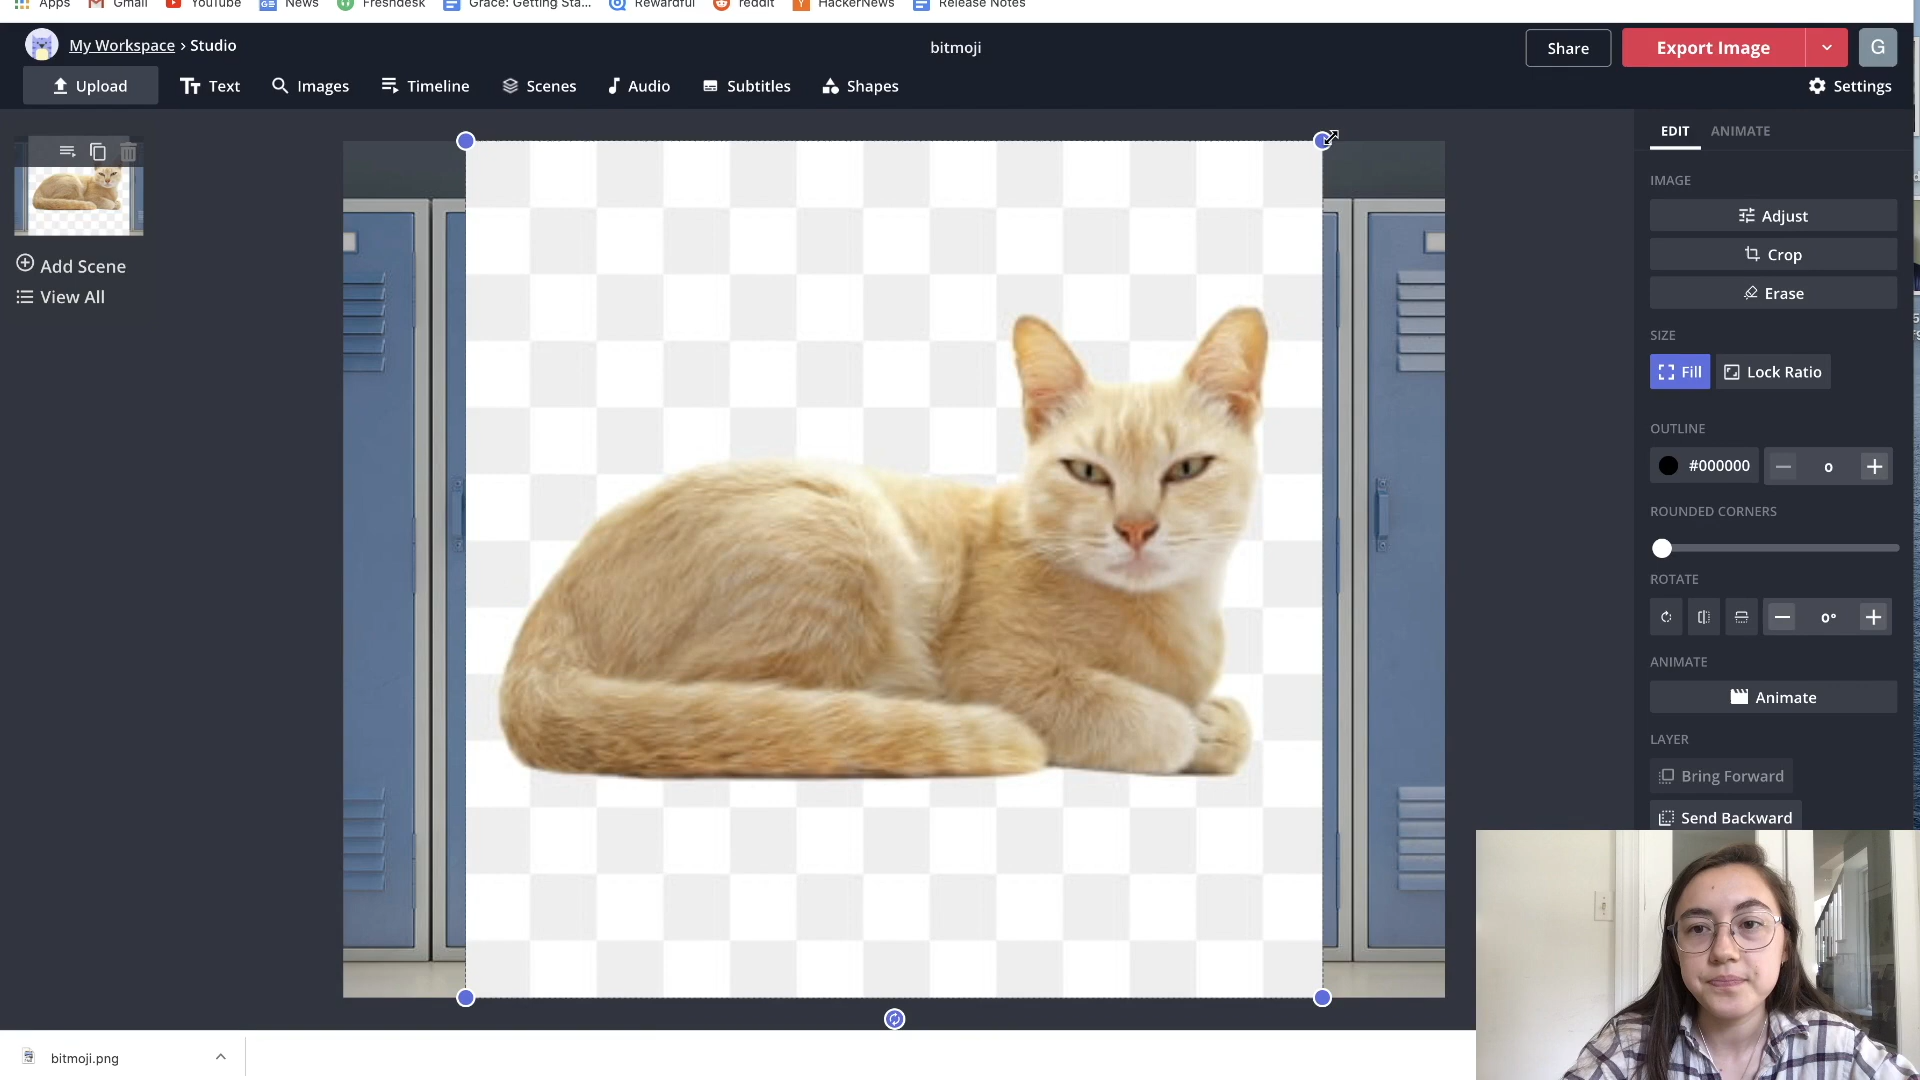 Apps Gmail YouTube News Freshdesk Grace: Getting Sta... Rewardful reddit HackerNews Release Notes
My Workspace › Studio
bitmoji
Share
Export Image
G
Upload
Text
Images
Timeline
Scenes
Audio
Subtitles
Shapes
Settings
Add Scene
View All
EDIT ANIMATE
IMAGE
Adjust
Crop
Erase
SIZE
Fill
Lock Ratio
OUTLINE
#000000
0
ROUNDED CORNERS
ROTATE
0°
ANIMATE
Animate
LAYER
Bring Forward
Send Backward
bitmoji.png